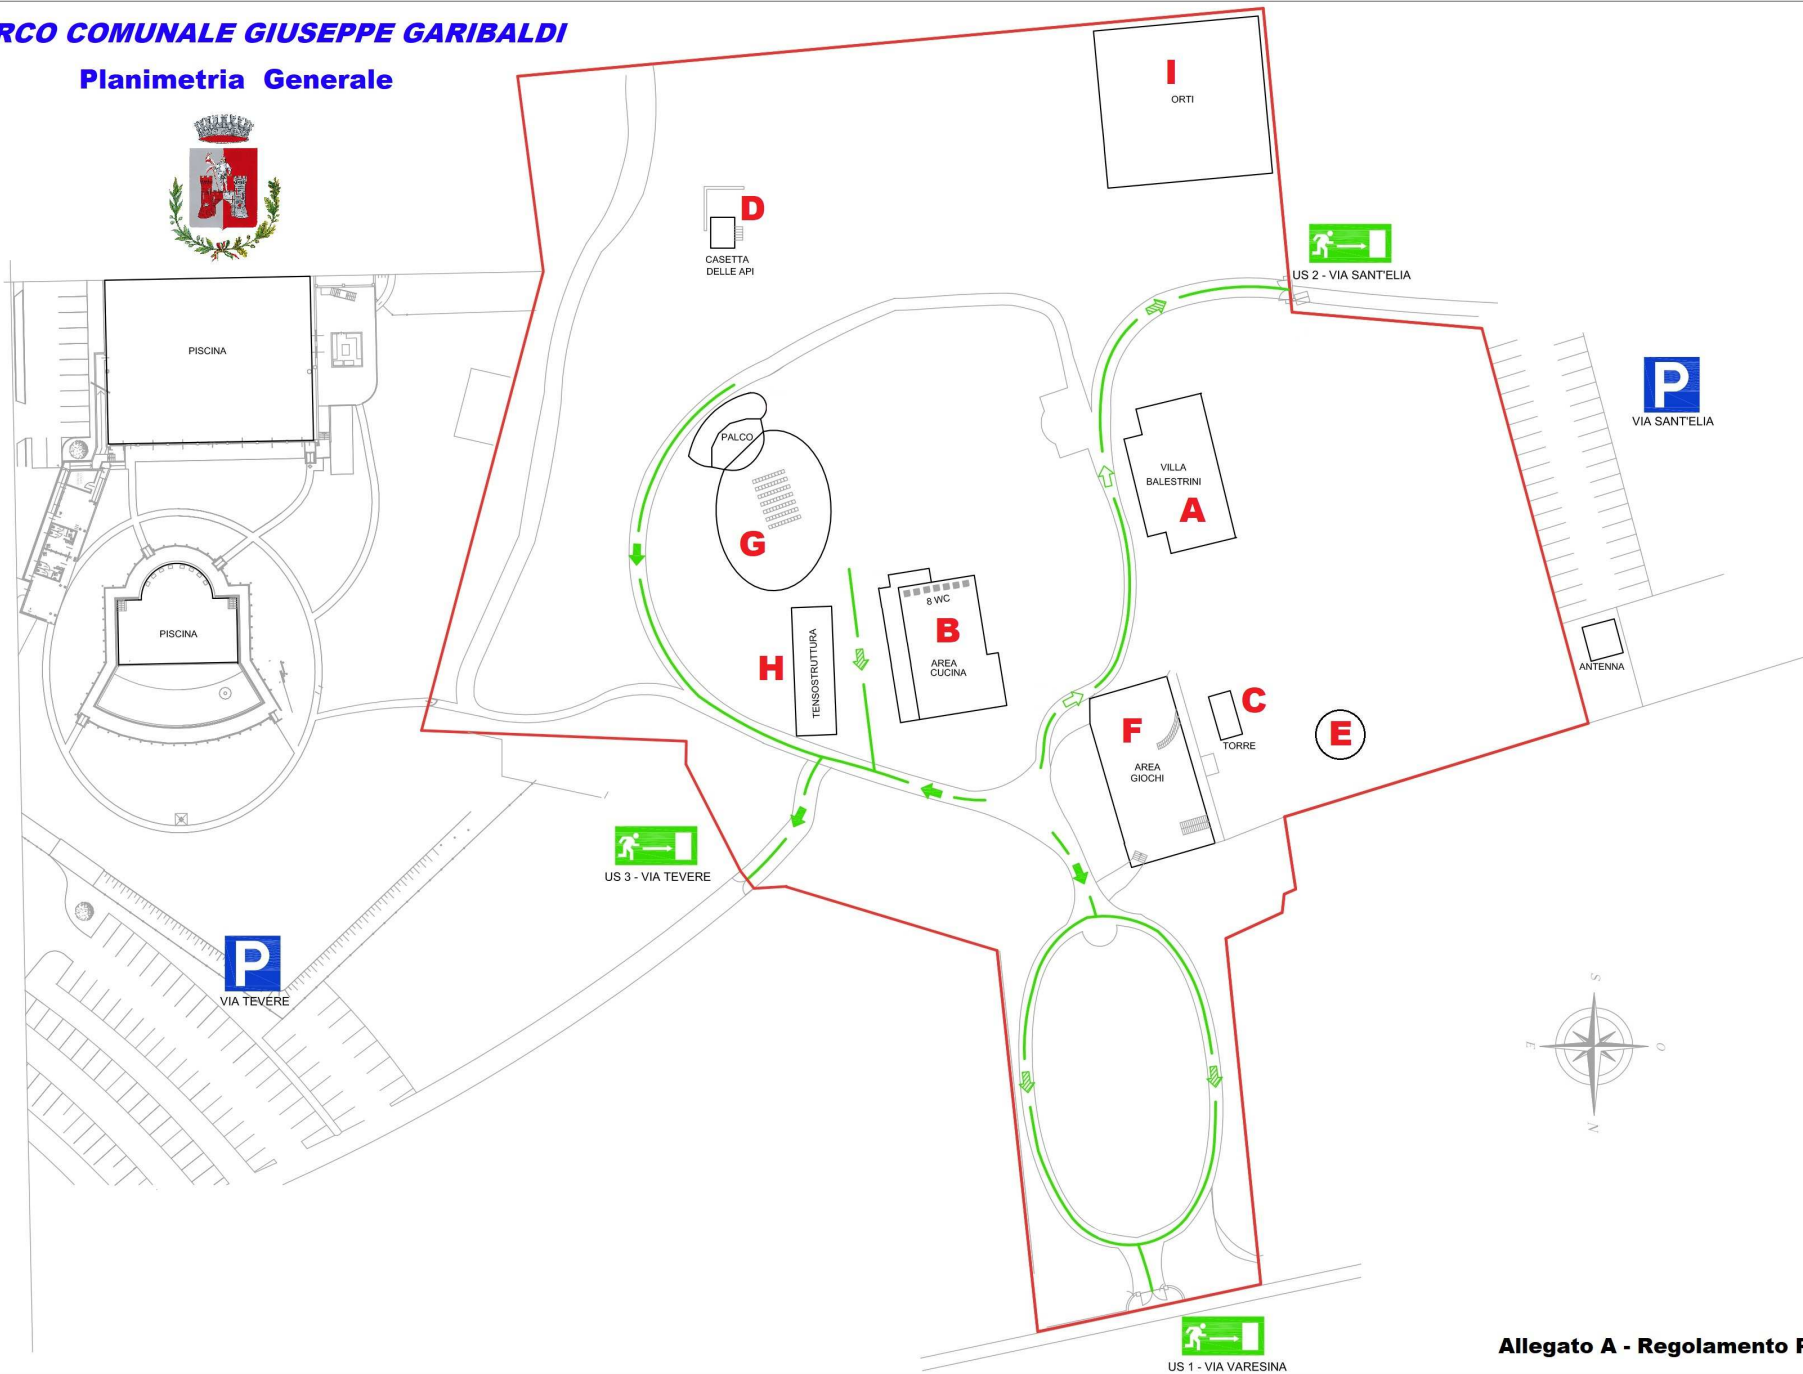 RCO COMUNALE GIUSEPPE GARIBALDI
Planimetria Generale
I
ORTI
D
CASETTA
DELLE API
US 2 - VIA SANT'ELIA
PISCINA
P
VIA SANT'ELIA
PALCO
VILLA
BALESTRINI
A
G
8 WC
B
AREA
CUCINA
H
TENSOSTRUTTURA
PISCINA
ANTENNA
C
TORRE
E
F
AREA
GIOCHI
US 3 - VIA TEVERE
P
VIA TEVERE
S
E
O
N
US 1 - VIA VARESINA
Allegato A - Regolamento P